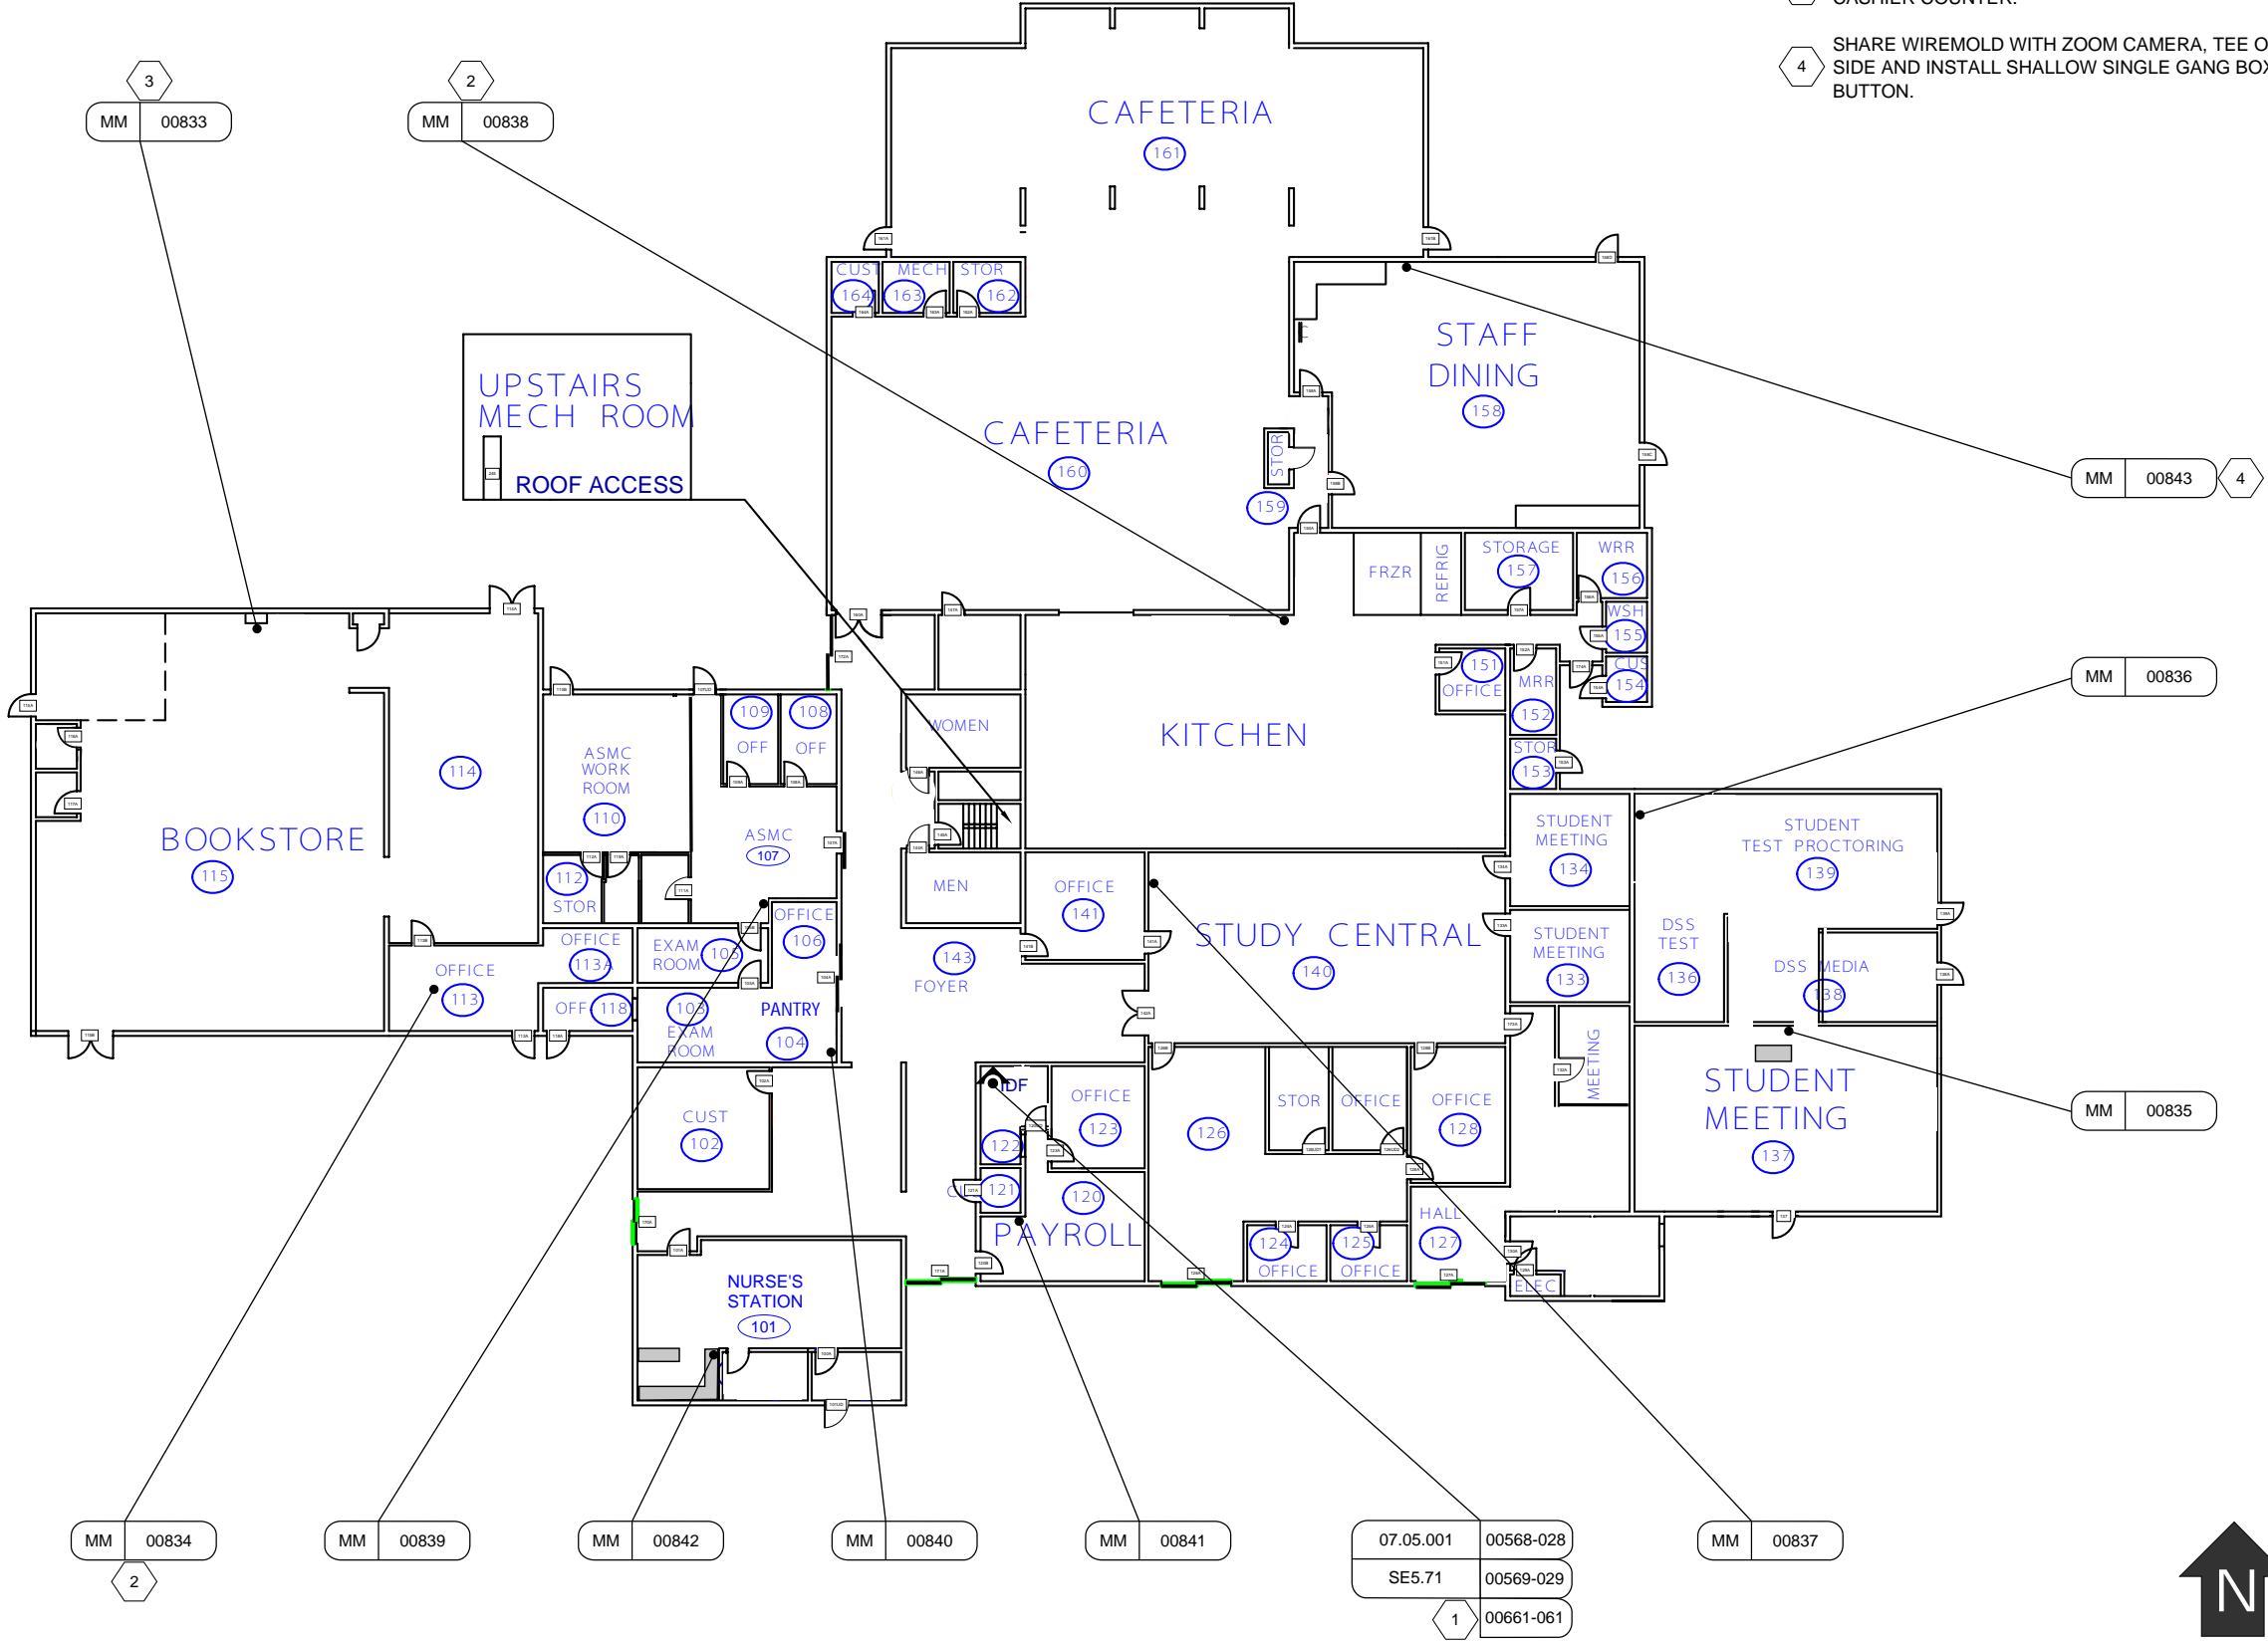 CASHIER COUNTER.
4
SHARE WIREMOLD WITH ZOOM CAMERA, TEE O
SIDE AND INSTALL SHALLOW SINGLE GANG BOX
BUTTON.
3
MM 00833
2
MM 00838
CAFETERIA
161
CUST
164
MECH
163
STOR
162
STAFF
DINING
158
UPSTAIRS
MECH ROOM
ROOF ACCESS
CAFETERIA
160
STOR
159
MM 00843
4
FRZR
REFRIG
STORAGE
157
WRR
156
WSH
155
CUS
154
151
OFFICE
MRR
152
STOR
153
MM 00836
KITCHEN
WOMEN
109
OFF
108
OFF
ASMC
WORK
ROOM
110
114
BOOKSTORE
115
ASMC
107
112
STOR
MEN
OFFICE
141
STUDY CENTRAL
140
STUDENT
MEETING
134
STUDENT
TEST PROCTORING
139
STUDENT
MEETING
133
DSS
TEST
136
DSS MEDIA
138
OFFICE
106
EXAM
ROOM
105
OFFICE
113A
OFFICE
113
OFF
118
103
EXAM
ROOM
PANTRY
104
143
FOYER
MEETING
STUDENT
MEETING
137
MM 00835
IDF
122
OFFICE
123
126
STOR
OFFICE
OFFICE
128
CUST
102
121
120
PAYROLL
HALL
127
124
OFFICE
125
OFFICE
ELEC
NURSE'S
STATION
101
MM 00834
2
MM 00839
MM 00842
MM 00840
MM 00841
07.05.001 00568-028
SE5.71 00569-029
1 00661-061
MM 00837
N